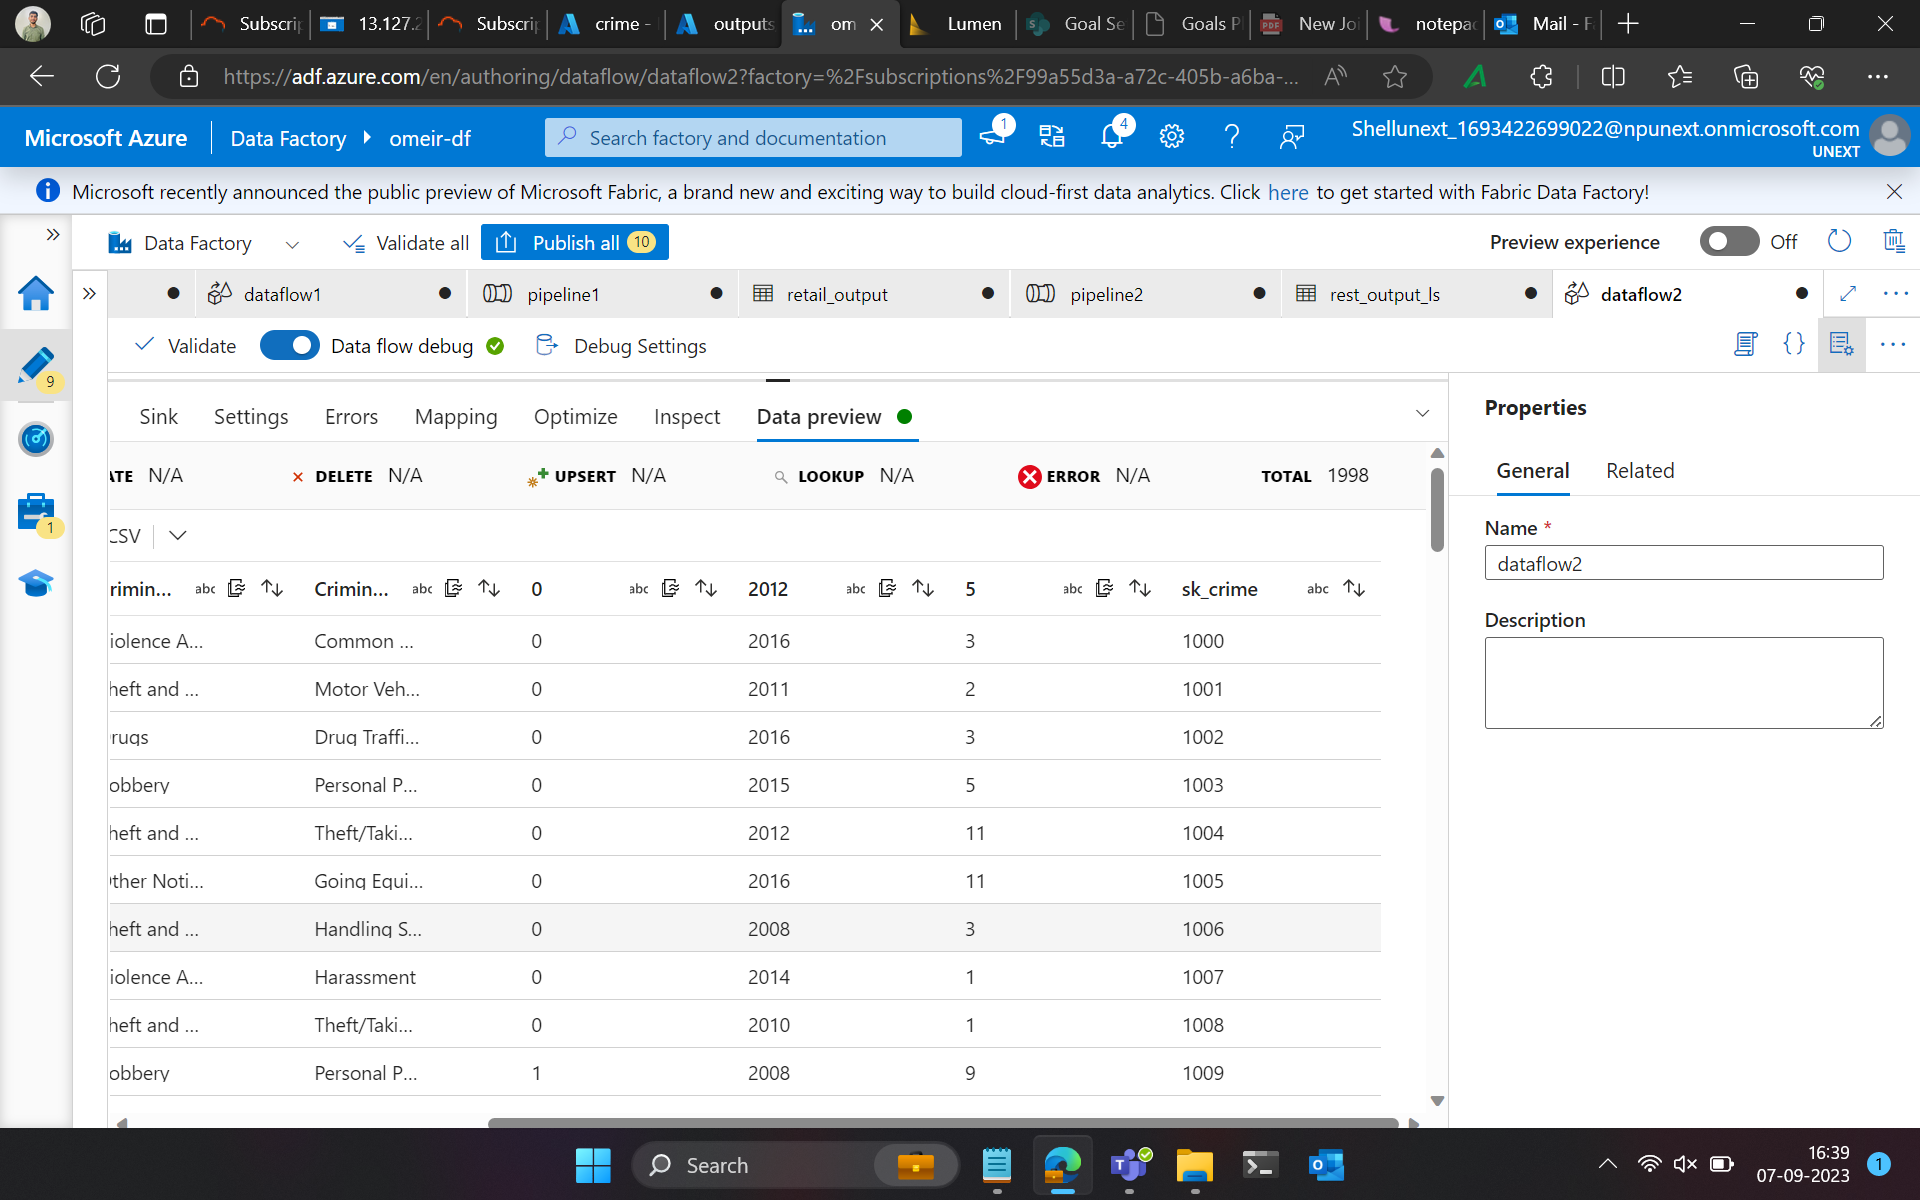 Subscrip
13.127.2
Subscrip
crime -
outputs
om
Lumen
Goal Se
Goals P
New Joi
notepad
Mail - F
https://adf.azure.com/en/authoring/dataflow/dataflow2?factory=%2Fsubscriptions%2F99a55d3a-a72c-405b-a6ba-...
Microsoft Azure
Data Factory
omeir-df
Search factory and documentation
1
4
Shellunext_1693422699022@npunext.onmicrosoft.com
UNEXT
Microsoft recently announced the public preview of Microsoft Fabric, a brand new and exciting way to build cloud-first data analytics. Click here to get started with Fabric Data Factory!
Data Factory
Validate all
Publish all 10
Preview experience
Off
dataflow1
pipeline1
retail_output
pipeline2
rest_output_ls
dataflow2
Validate
Data flow debug
Debug Settings
9
1
Sink
Settings
Errors
Mapping
Optimize
Inspect
Data preview
ATE N/A
DELETE N/A
UPSERT N/A
LOOKUP N/A
ERROR N/A
TOTAL 1998
CSV
rimin... abc Crimin... abc 0 abc 2012 abc 5 abc sk_crime abc
iolence A... Common ... 0 2016 3 1000
heft and ... Motor Veh... 0 2011 2 1001
rugs Drug Traffi... 0 2016 3 1002
obbery Personal P... 0 2015 5 1003
heft and ... Theft/Taki... 0 2012 11 1004
ther Noti... Going Equi... 0 2016 11 1005
heft and ... Handling S... 0 2008 3 1006
iolence A... Harassment 0 2014 1 1007
heft and ... Theft/Taki... 0 2010 1 1008
obbery Personal P... 1 2008 9 1009
Properties
General
Related
Name *
dataflow2
Description
Search
16:39
07-09-2023
1